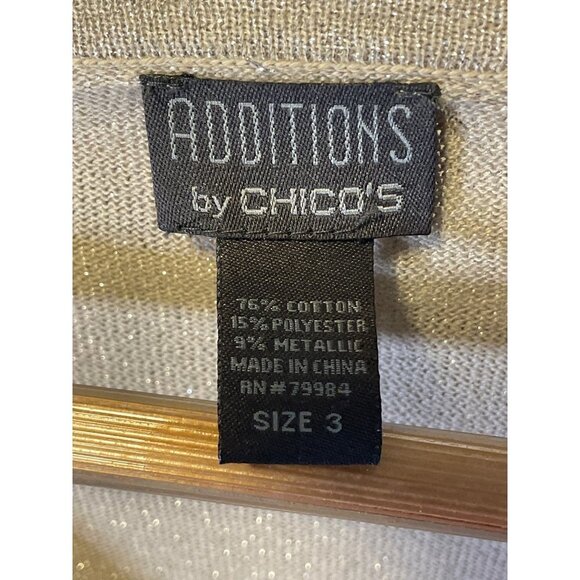 ADDITIONS
by CHICO'S
76% COTTON
15% POLYESTER
9% METALLIC
MADE IN CHINA
RN#79984
SIZE 3